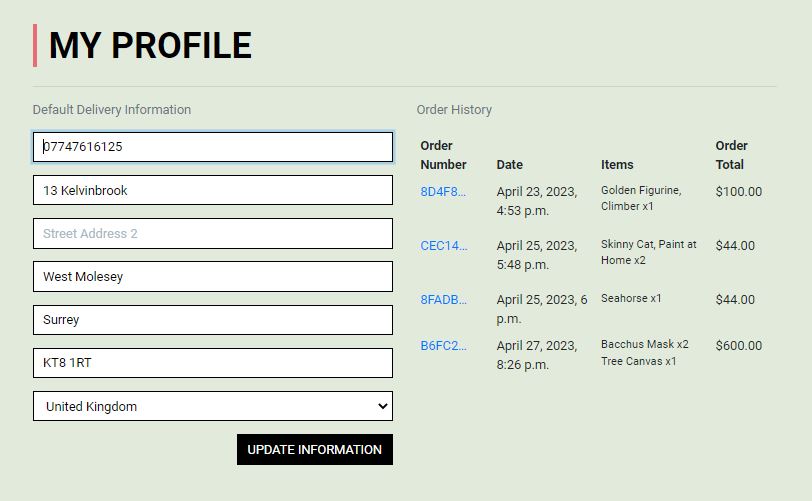 MY PROFILE
Default Delivery Information
07747616125
13 Kelvinbrook
Street Address 2
West Molesey
Surrey
KT8 1RT
United Kingdom
UPDATE INFORMATION
Order History
Order Number Date Items Order Total
8D4F8... April 23, 2023, 4:53 p.m. Golden Figurine, Climber x1 $100.00
CEC14... April 25, 2023, 5:48 p.m. Skinny Cat, Paint at Home x2 $44.00
8FADB... April 25, 2023, 6 p.m. Seahorse x1 $44.00
B6FC2... April 27, 2023, 8:26 p.m. Bacchus Mask x2 Tree Canvas x1 $600.00